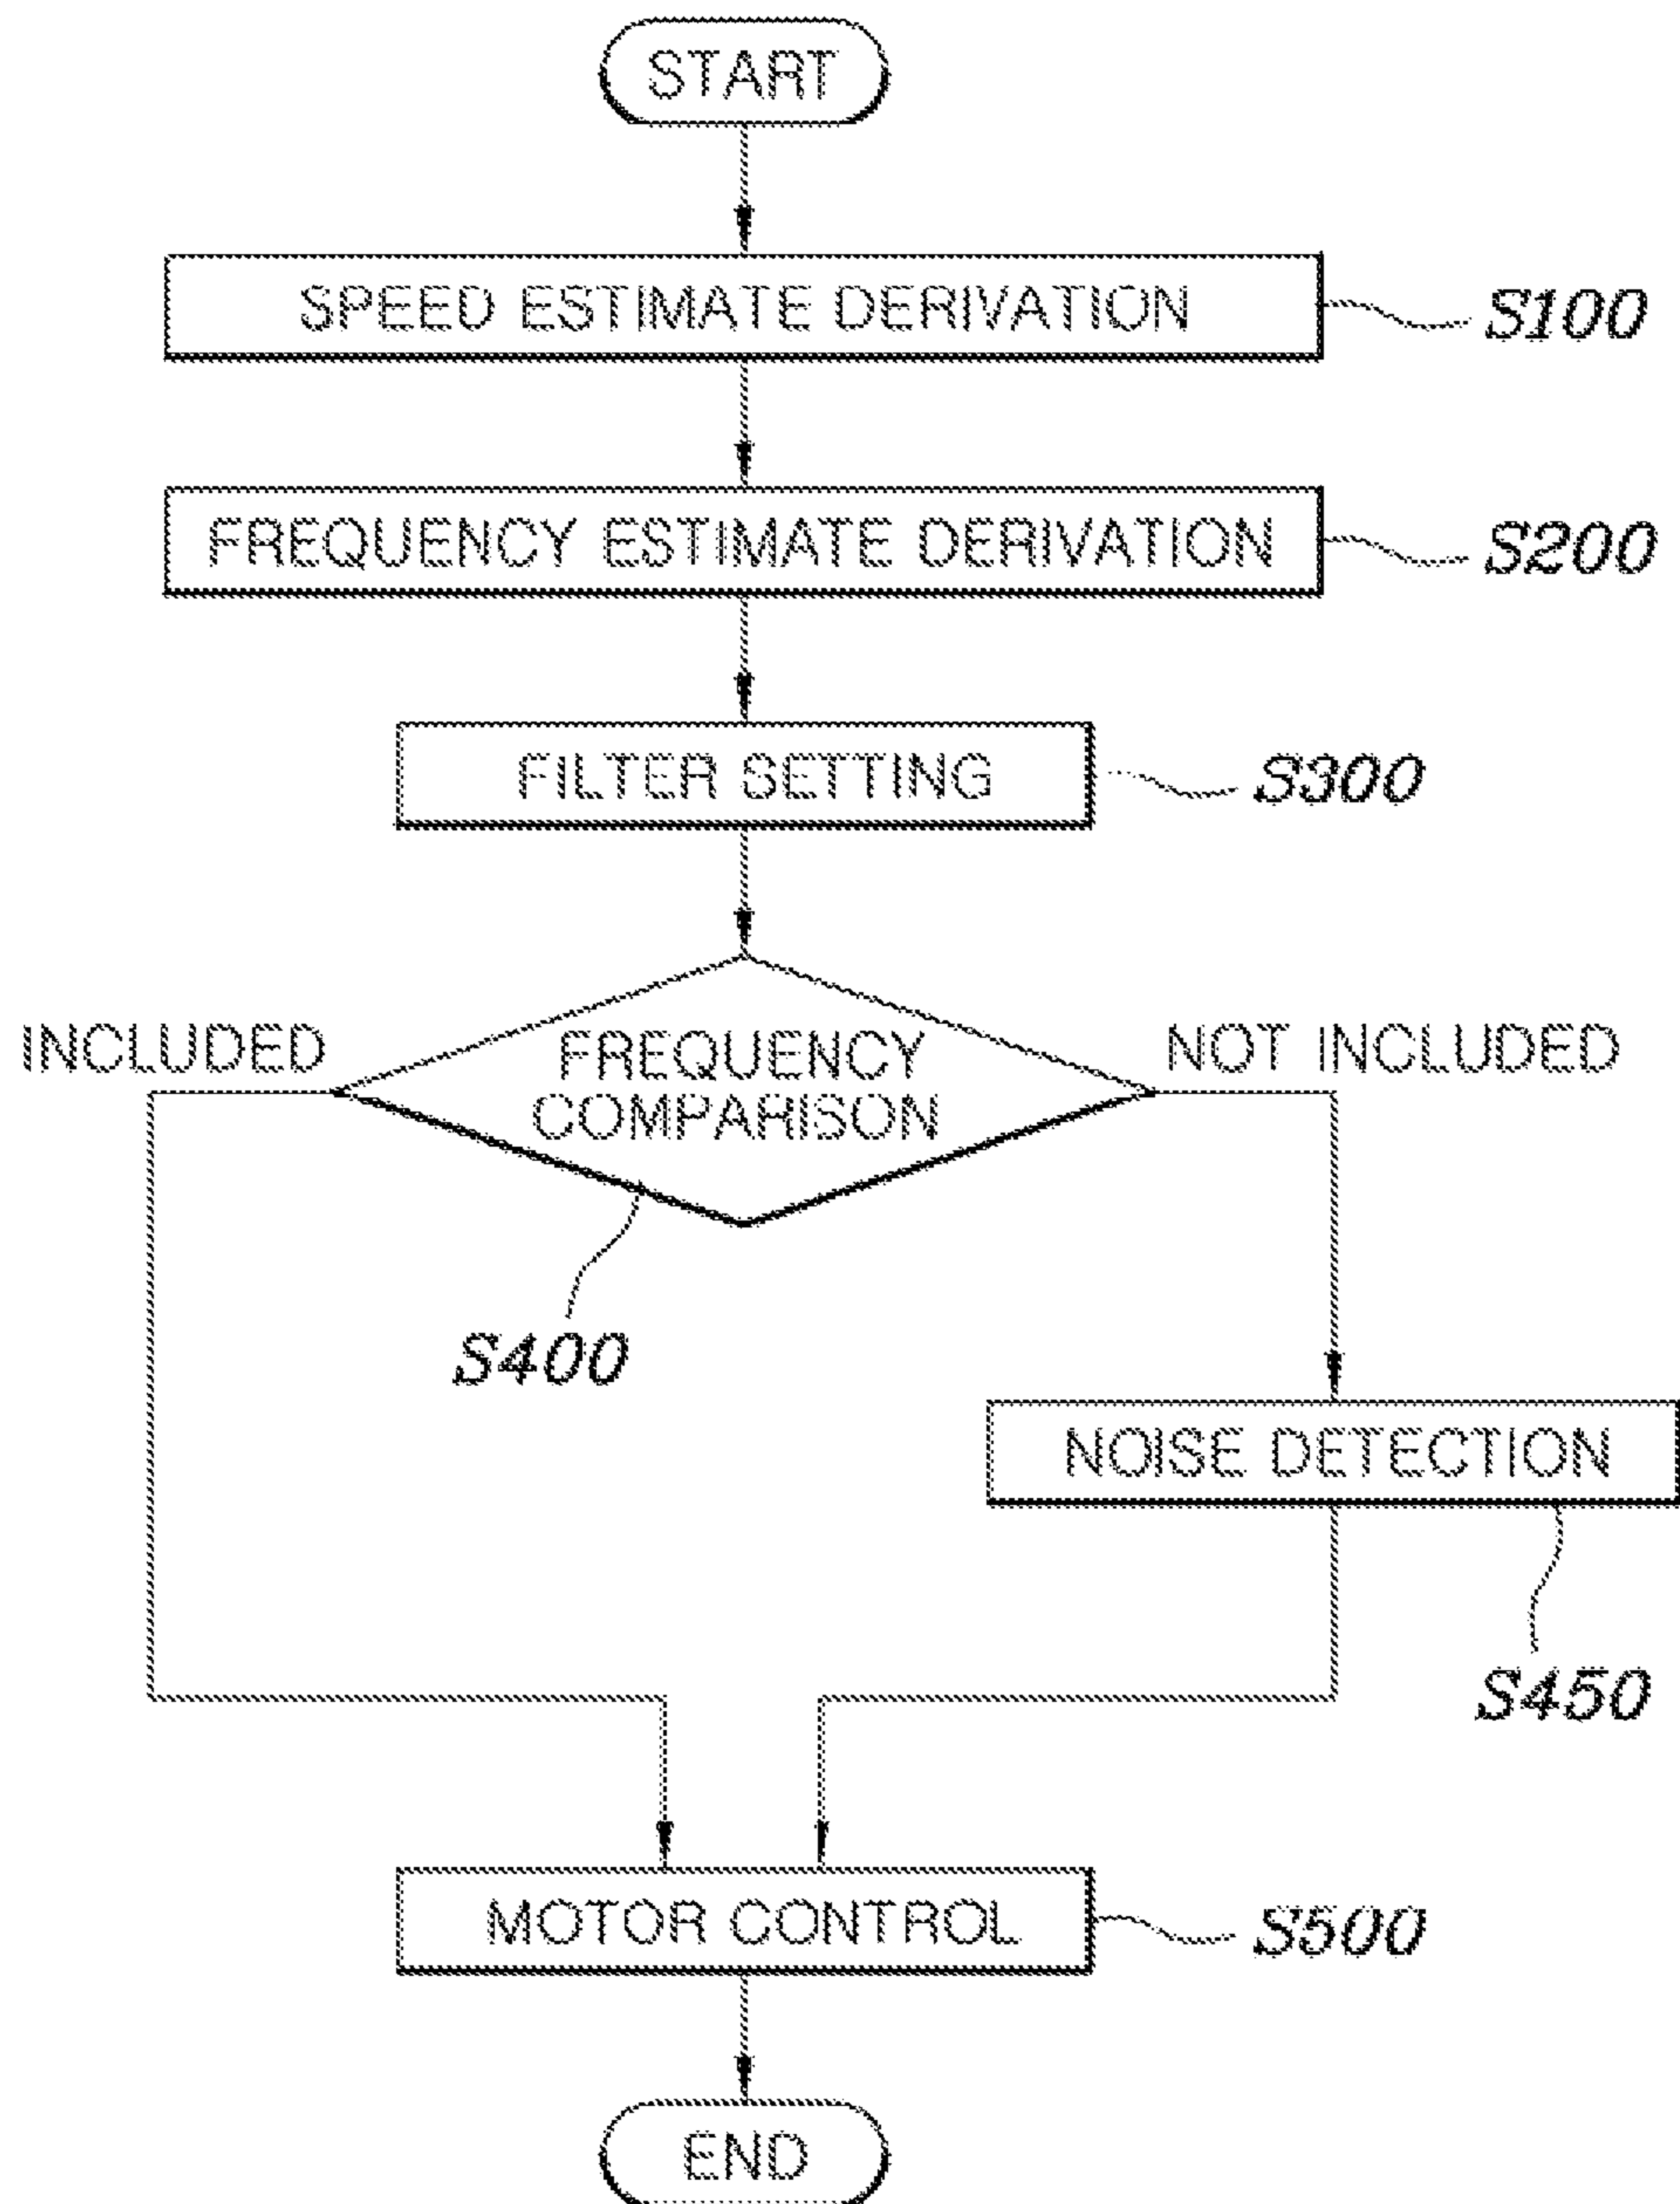 START
SPEED ESTIMATE DERIVATION
S100
FREQUENCY ESTIMATE DERIVATION
S200
FILTER SETTING
S300
INCLUDED
FREQUENCY
COMPARISON
NOT INCLUDED
S400
NOISE DETECTION
S450
MOTOR CONTROL
S500
END